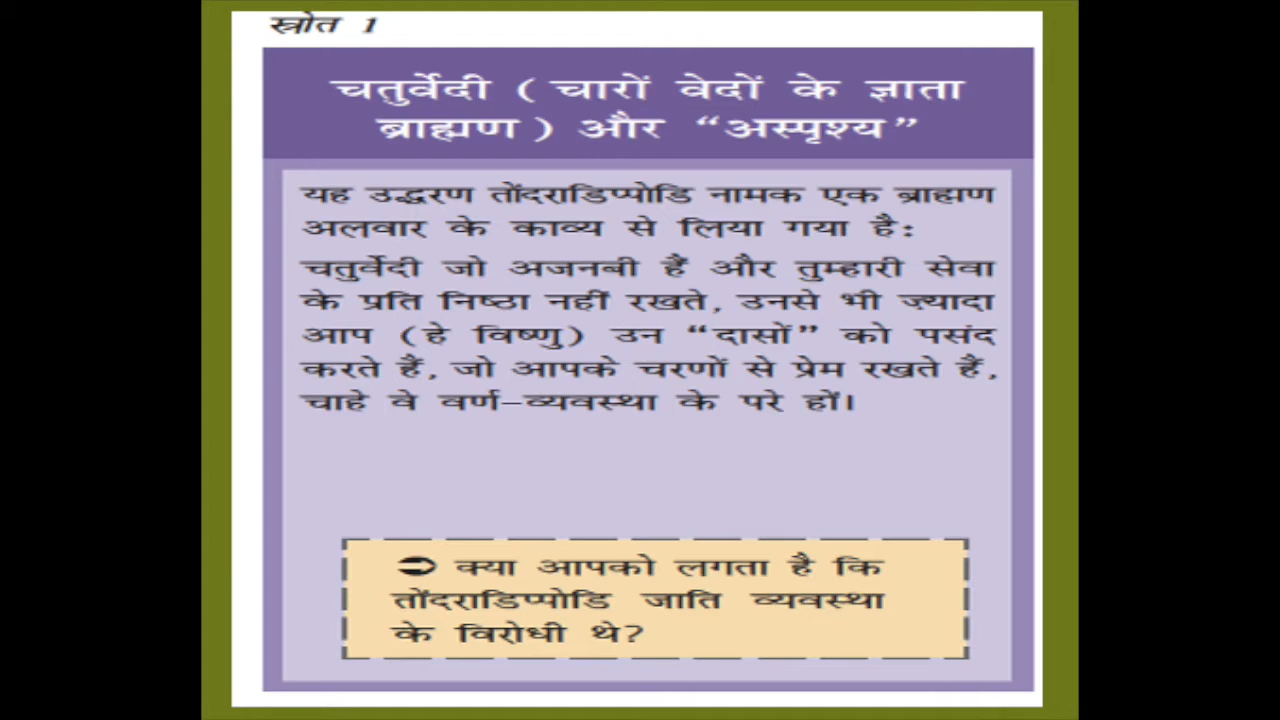 स्त्रोत 1
चतुर्वेदी ( चारों वेदों के ज्ञाता
ब्राह्मण ) और “अस्पृश्य”
यह उद्धरण तोंदराडिप्पोडि नामक एक ब्राह्मण
अलवार के काव्य से लिया गया है:
चतुर्वेदी जो अजनबी हैं और तुम्हारी सेवा
के प्रति निष्ठा नहीं रखते, उनसे भी ज़्यादा
आप (हे विष्णु) उन “दासों” को पसंद
करते हैं, जो आपके चरणों से प्रेम रखते हैं,
चाहे वे वर्ण–व्यवस्था के परे हों।
➲ क्या आपको लगता है कि
तोंदराडिप्पोडि जाति व्यवस्था
के विरोधी थे?